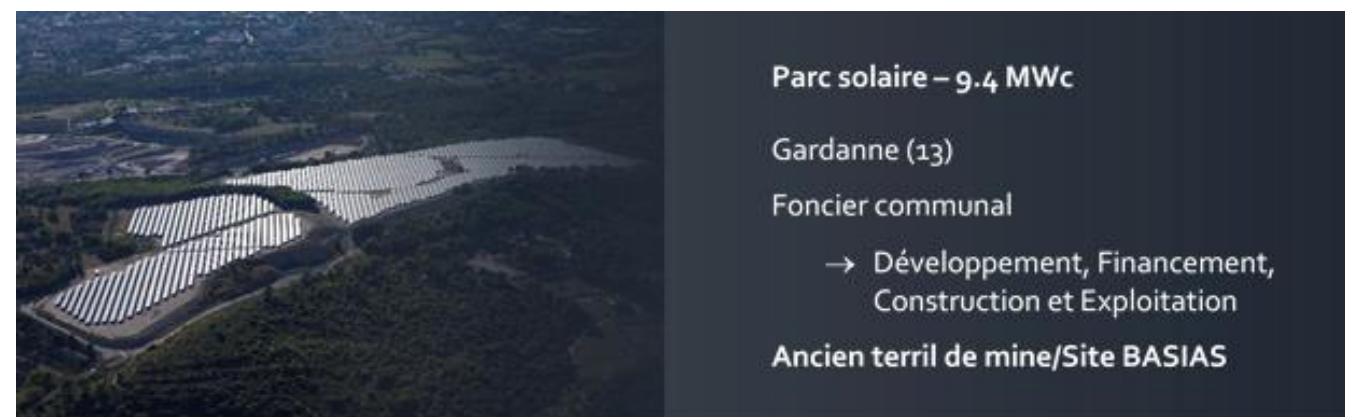 Parc solaire – 9.4 MWc
Gardanne (13)
Foncier communal
→ Développement, Financement,
Construction et Exploitation
Ancien terril de mine/Site BASIAS